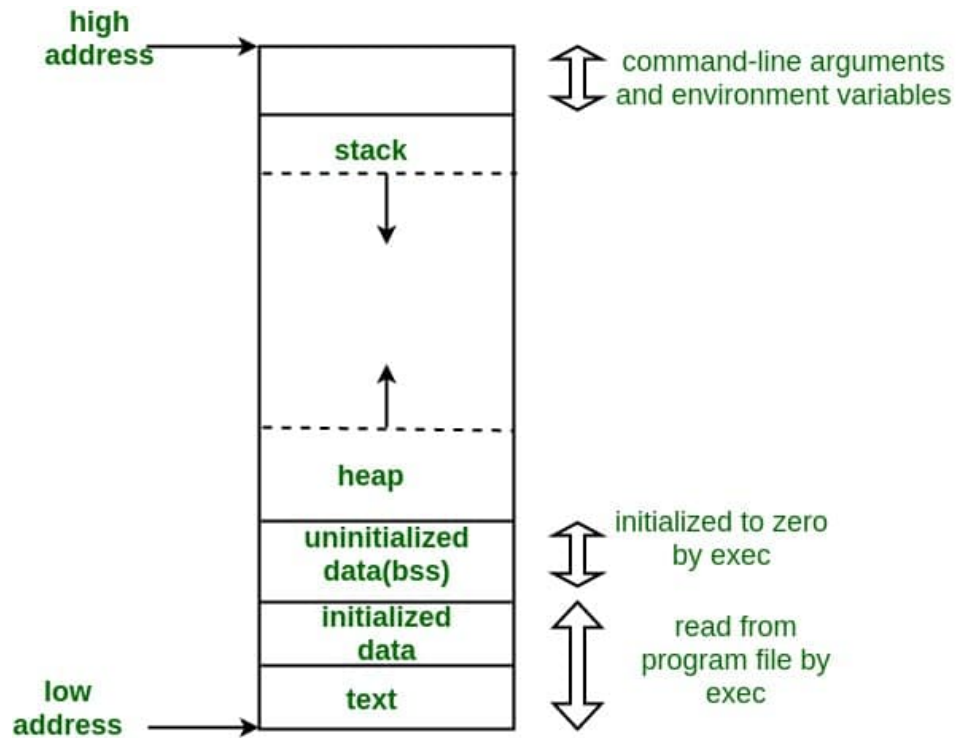 high
address
command-line arguments
and environment variables
stack
heap
uninitialized
data(bss)
initialized to zero
by exec
initialized
data
read from
program file by
exec
text
low
address